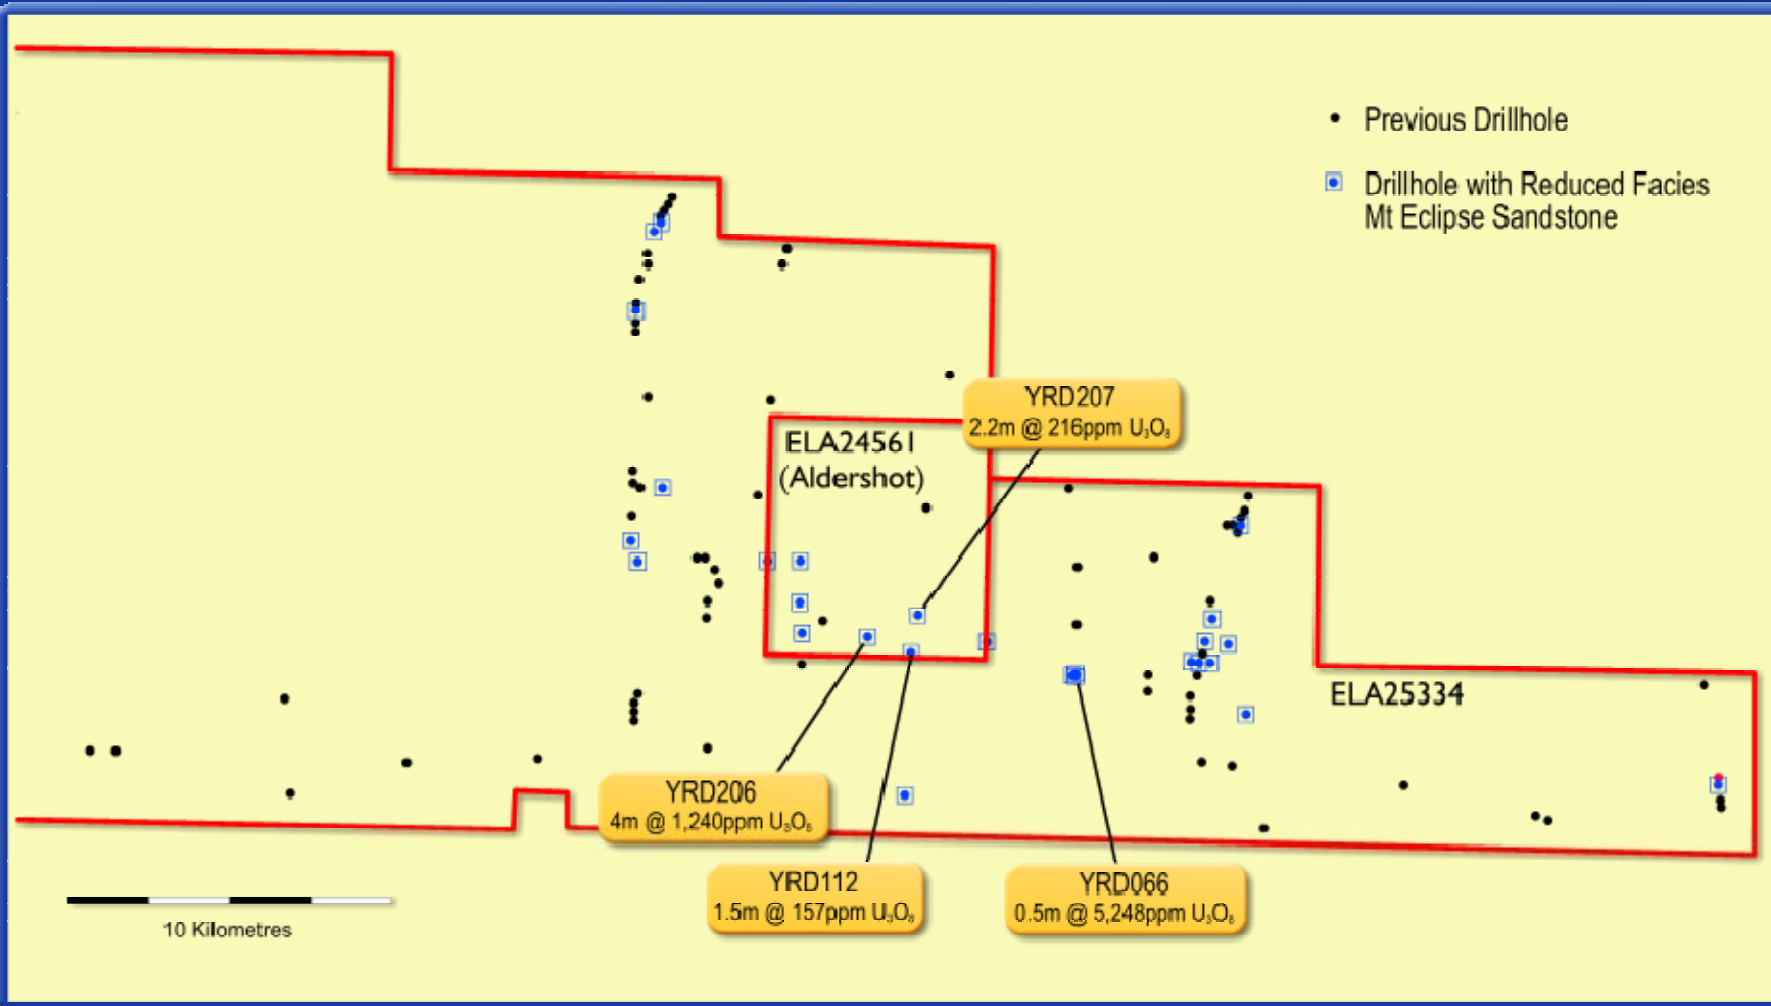 Previous Drillhole
Drillhole with Reduced Facies
Mt Eclipse Sandstone
YRD207
2.2m @ 216ppm U₃O₈
ELA24561
(Aldershot)
ELA25334
YRD206
4m @ 1,240ppm U₃O₈
YRD112
1.5m @ 157ppm U₃O₈
YRD066
0.5m @ 5,248ppm U₃O₈
10 Kilometres